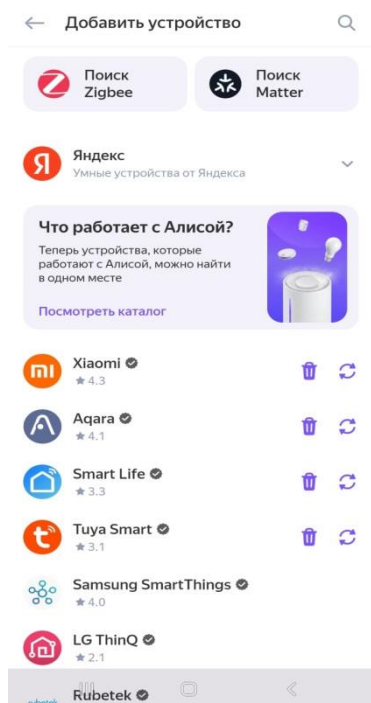 Добавить устройство
Поиск
Zigbee
Поиск
Matter
Яндекс
Умные устройства от Яндекса
Что работает с Алисой?
Теперь устройства, которые
работают с Алисой, можно найти
в одном месте
Посмотреть каталог
Xiaomi
4.3
Aqara
4.1
Smart Life
3.3
Tuya Smart
3.1
Samsung SmartThings
4.0
LG ThinQ
2.1
Rubetek